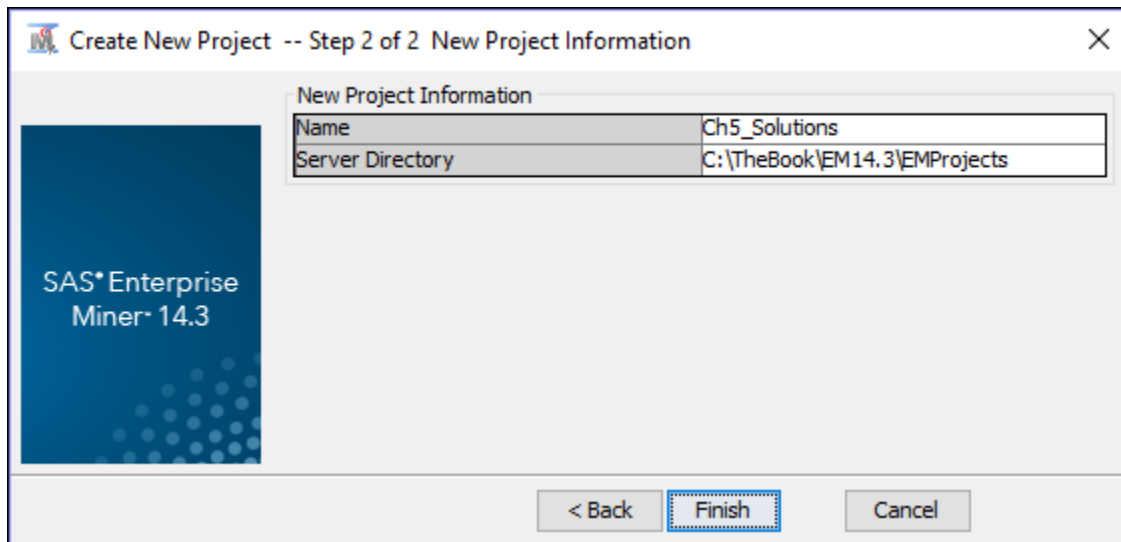 Create New Project -- Step 2 of 2 New Project Information
New Project Information
Name Ch5_Solutions
Server Directory C:\TheBook\EM14.3\EMProjects
SAS® Enterprise
Miner™ 14.3
< Back Finish Cancel